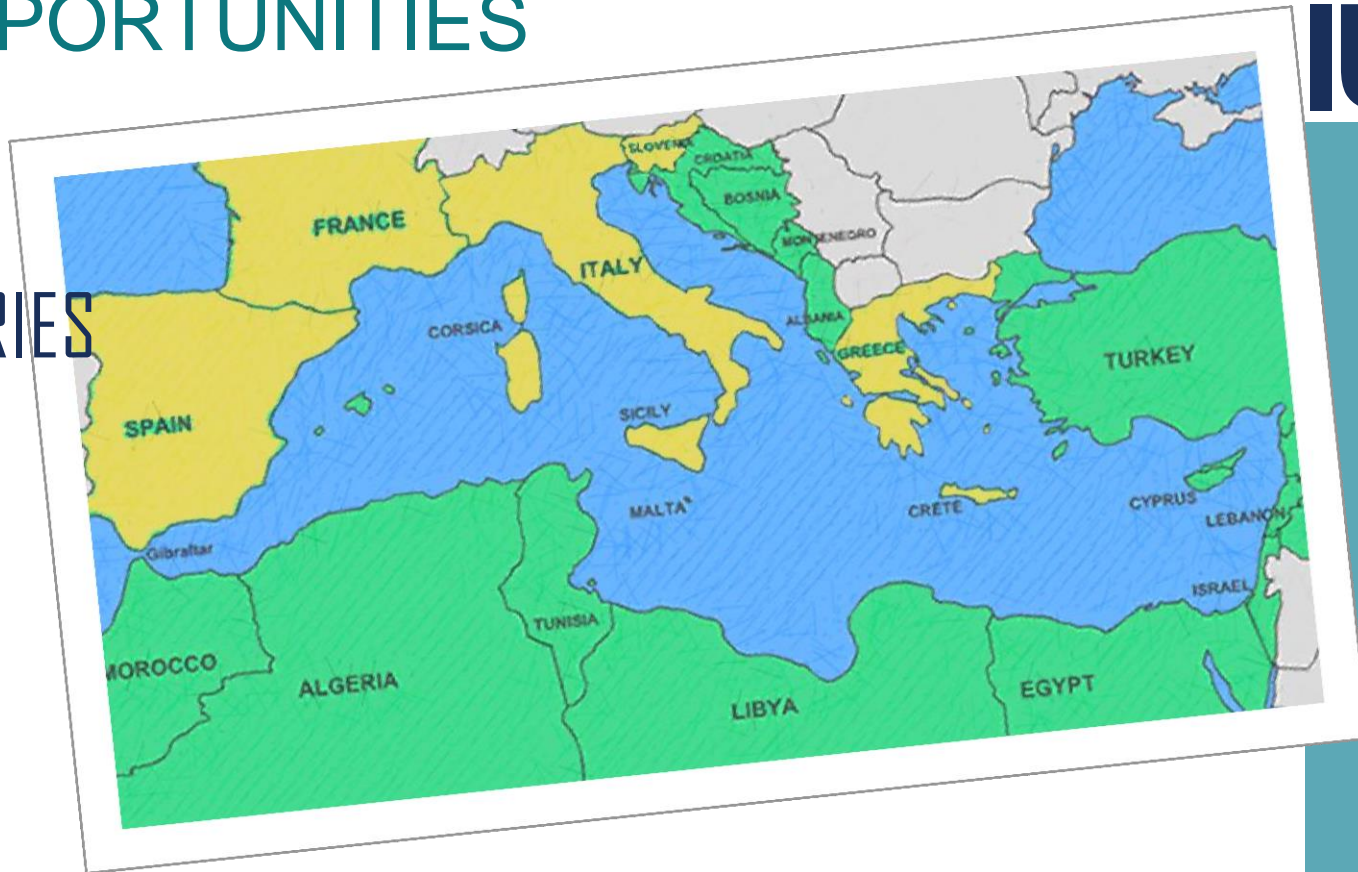 PORTUNITIES
IU
RIES
SLOVENIA
CROATIA
BOSNIA
MONTENEGRO
FRANCE
ITALY
CORSICA
ALBANIA
GREECE
TURKEY
SPAIN
SICILY
MALTA
CRETE
CYPRUS
LEBANON
Gibraltar
ISRAEL
TUNISIA
MOROCCO
ALGERIA
LIBYA
EGYPT